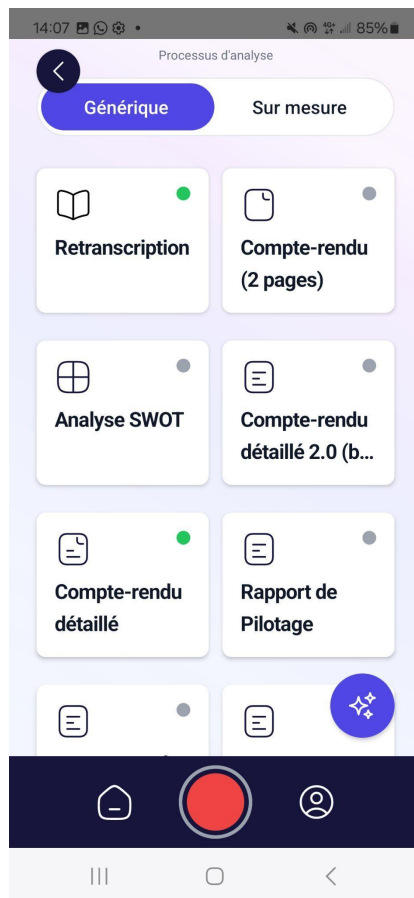 14:07 85%
Processus d'analyse
Générique Sur mesure
Retranscription
Compte-rendu
(2 pages)
Analyse SWOT
Compte-rendu
détaillé 2.0 (b...
Compte-rendu
détaillé
Rapport de
Pilotage